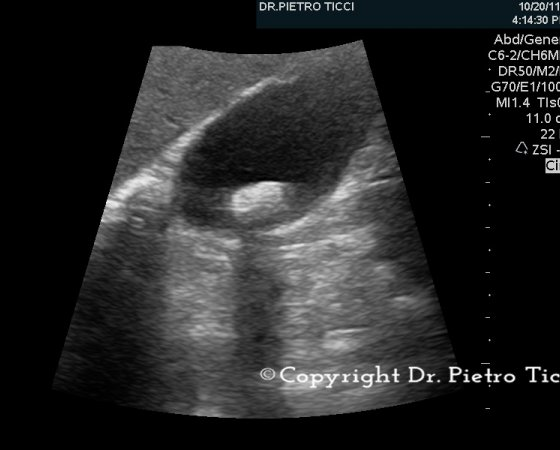 DR.PIETRO TICCI
10/20/11
4:14:30 P
Abd/Gene
C6-2/CH6M
DR50/M2/
G70/E1/100
MI1.4 TIs0
11.0 c
22
ZSI -
Ci
©Copyright Dr. Pietro Tic